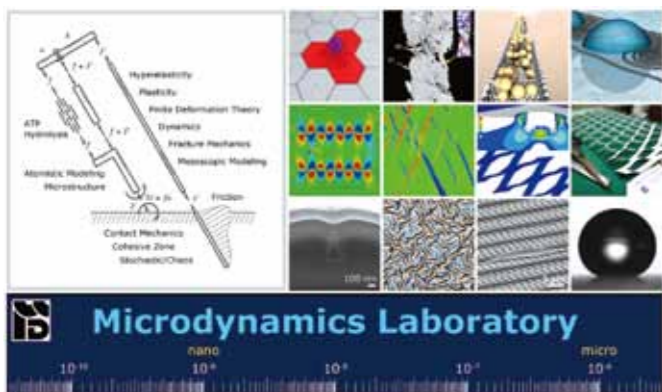 Hyperelasticity
Plasticity
Finite Deformation Theory
Dynamics
Fracture Mechanics
Mesoscopic Modeling
ATP
Hydrolysis
Atomistic Modeling
Microstructure
Friction
Contact Mechanics
Cohesive Zone
Stochastic/Chaos
100 nm
Microdynamics Laboratory
nano
micro